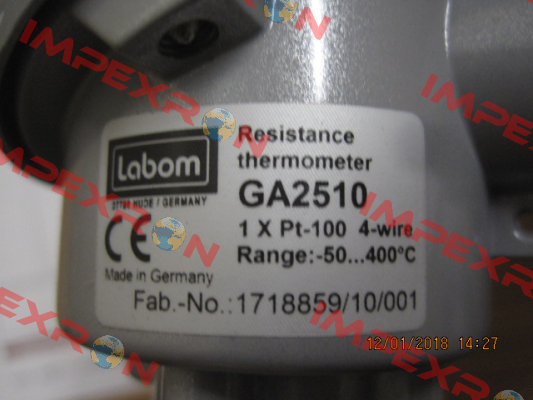 Labom
27798 HUDE / GERMANY
CE
Made in Germany
Resistance
thermometer
GA2510
1 X Pt-100 4-wire
Range:-50...400°C
Fab.-No.:1718859/10/001
12/01/2018 14:27
IMPEXRON
IMPEXRON
IMPEXRON
IMPEXRON